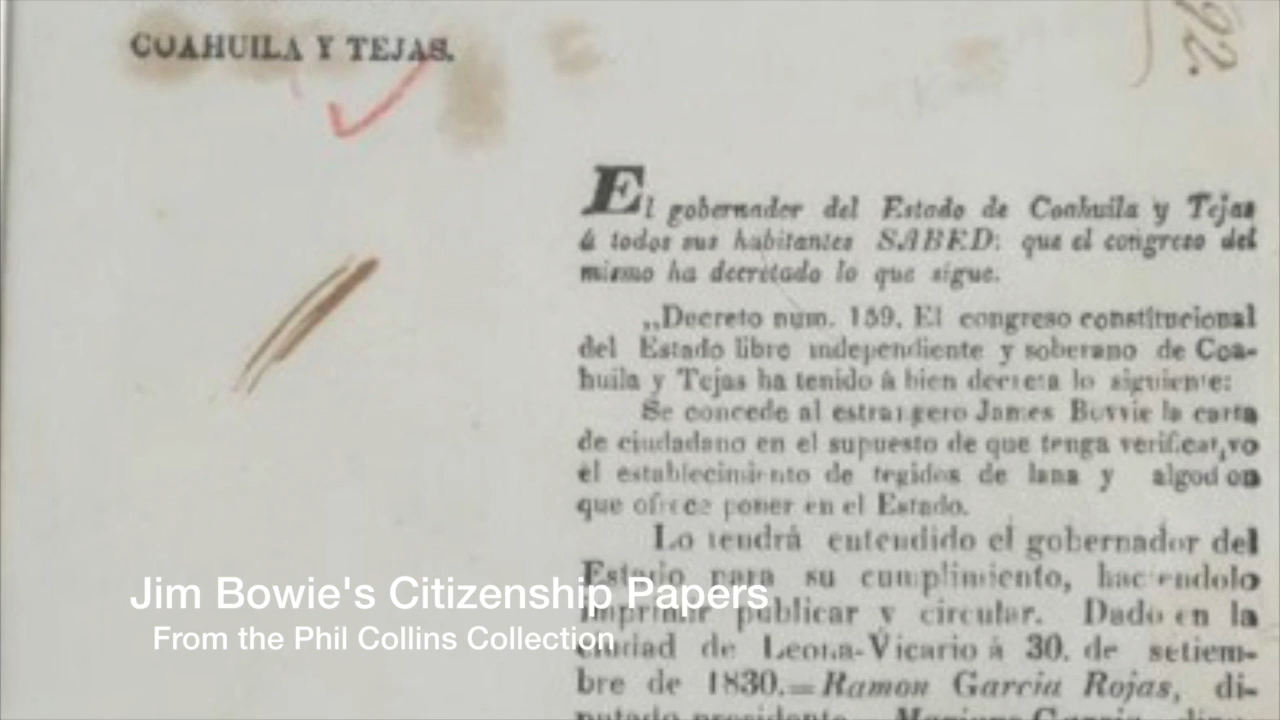 COAHUILA Y TEJAS.
92.
El gobernador del Estado de Coahuila y Tejas
á todos sus habitantes SABED: que el congreso del
mismo ha decretado lo que sigue.
„Decreto num. 159. El congreso constitucional
del Estado libre independiente y soberano de Coa-
huila y Tejas ha tenido á bien decreta lo siguiente:
Se concede al estrangero James Bowie la carta
de ciudadano en el supuesto de que tenga verificativo
el establecimiento de tegidos de lana y algodon
que ofrece poner en el Estado.
Lo tendrá entendido el gobernador del
Estado para su cumplimiento, haciendolo
imprimir publicar y circular. Dado en la
ciudad de Leona-Vicario á 30. de setiem-
bre de 1830.=Ramon Garcia Rojas, di-
putado presidente. Mariano Garcia,
Jim Bowie's Citizenship Papers
From the Phil Collins Collection